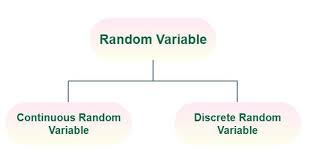 Random Variable
Continuous Random
Variable
Discrete Random
Variable